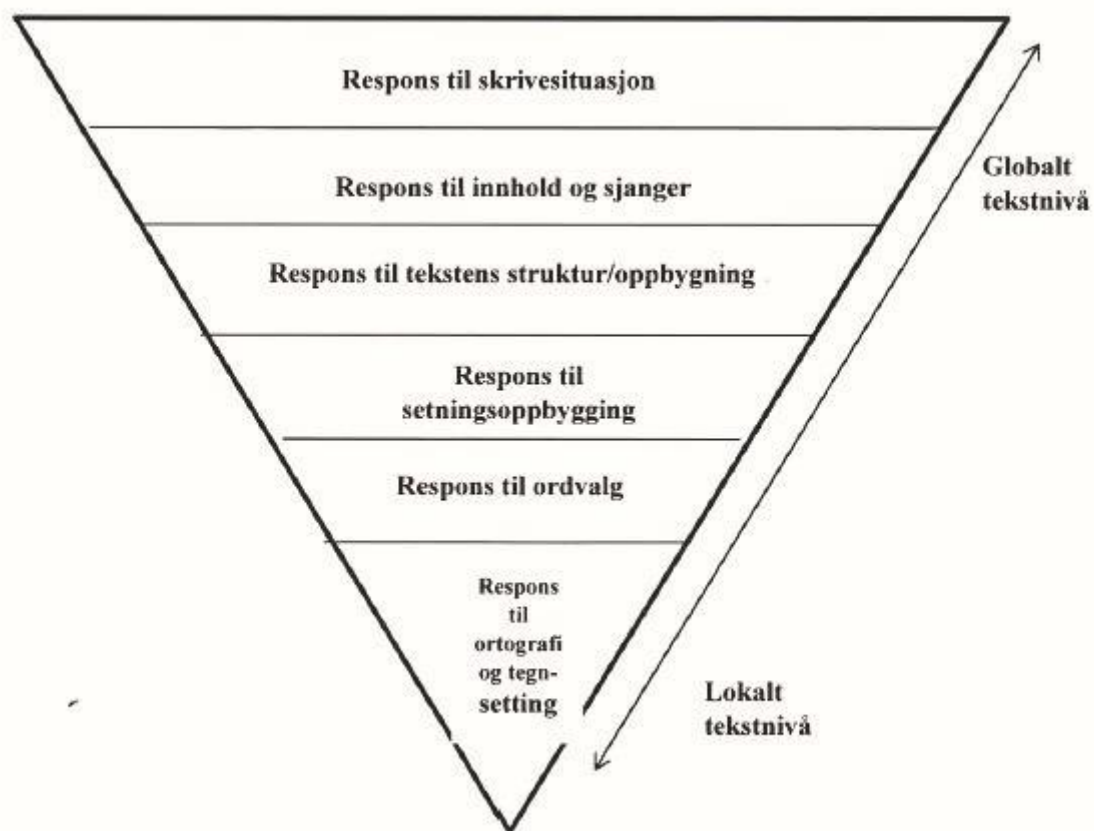 Respons til skrivesituasjon
Respons til innhold og sjanger
Respons til tekstens struktur/oppbygning
Respons til
setningsoppbygging
Respons til ordvalg
Respons
til
ortografi
og tegn-
setting
Globalt
tekstnivå
Lokalt
tekstnivå